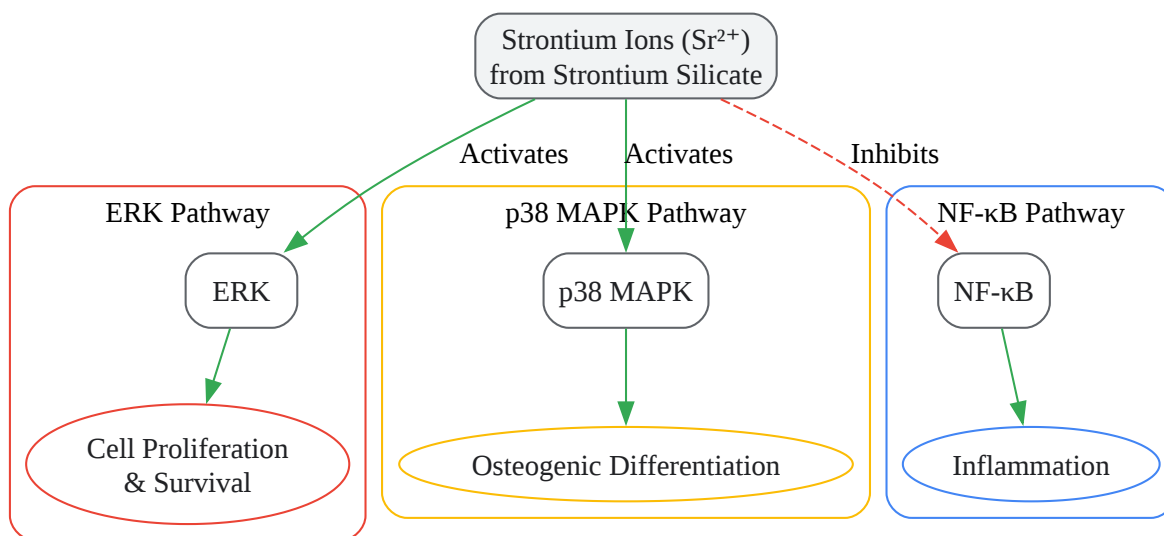 Strontium Ions (Sr²⁺)
from Strontium Silicate
Activates
Activates
Inhibits
ERK Pathway
p38 MAPK Pathway
NF-κB Pathway
ERK
p38 MAPK
NF-κB
Cell Proliferation
& Survival
Osteogenic Differentiation
Inflammation